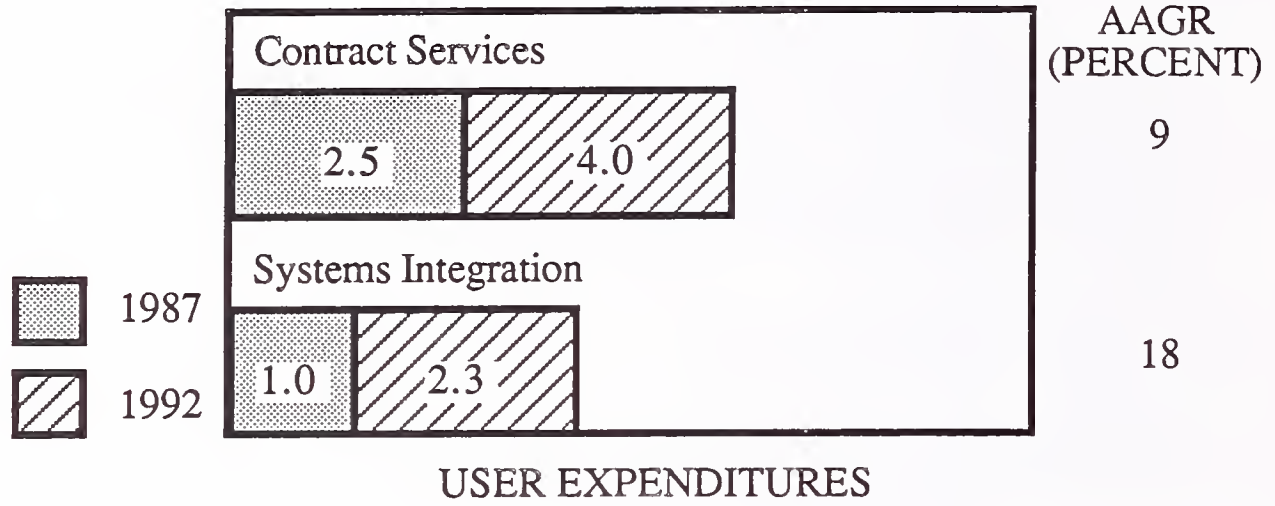 AAGR
(PERCENT)
Contract Services
2.5 4.0
9
Systems Integration
1.0 2.3
18
1987
1992
USER EXPENDITURES